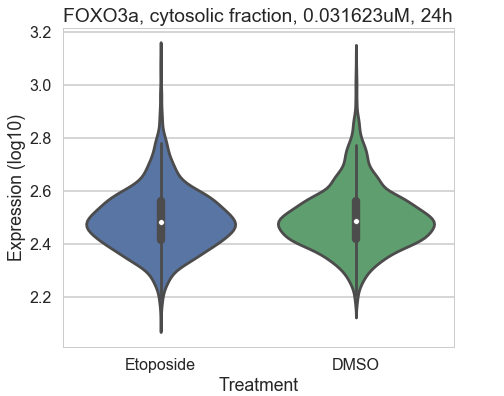 FOXO3a, cytosolic fraction, 0.031623uM, 24h
Expression (log10)
3.2
3.0
2.8
2.6
2.4
2.2
Etoposide
DMSO
Treatment